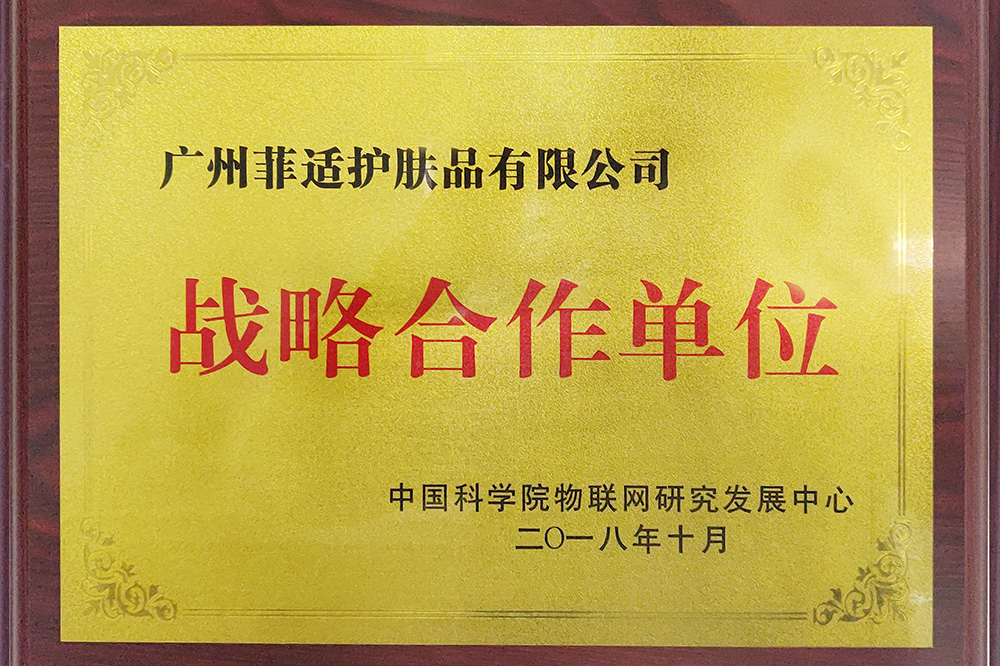 广州菲适护肤品有限公司
战略合作单位
中国科学院物联网研究发展中心
二〇一八年十月